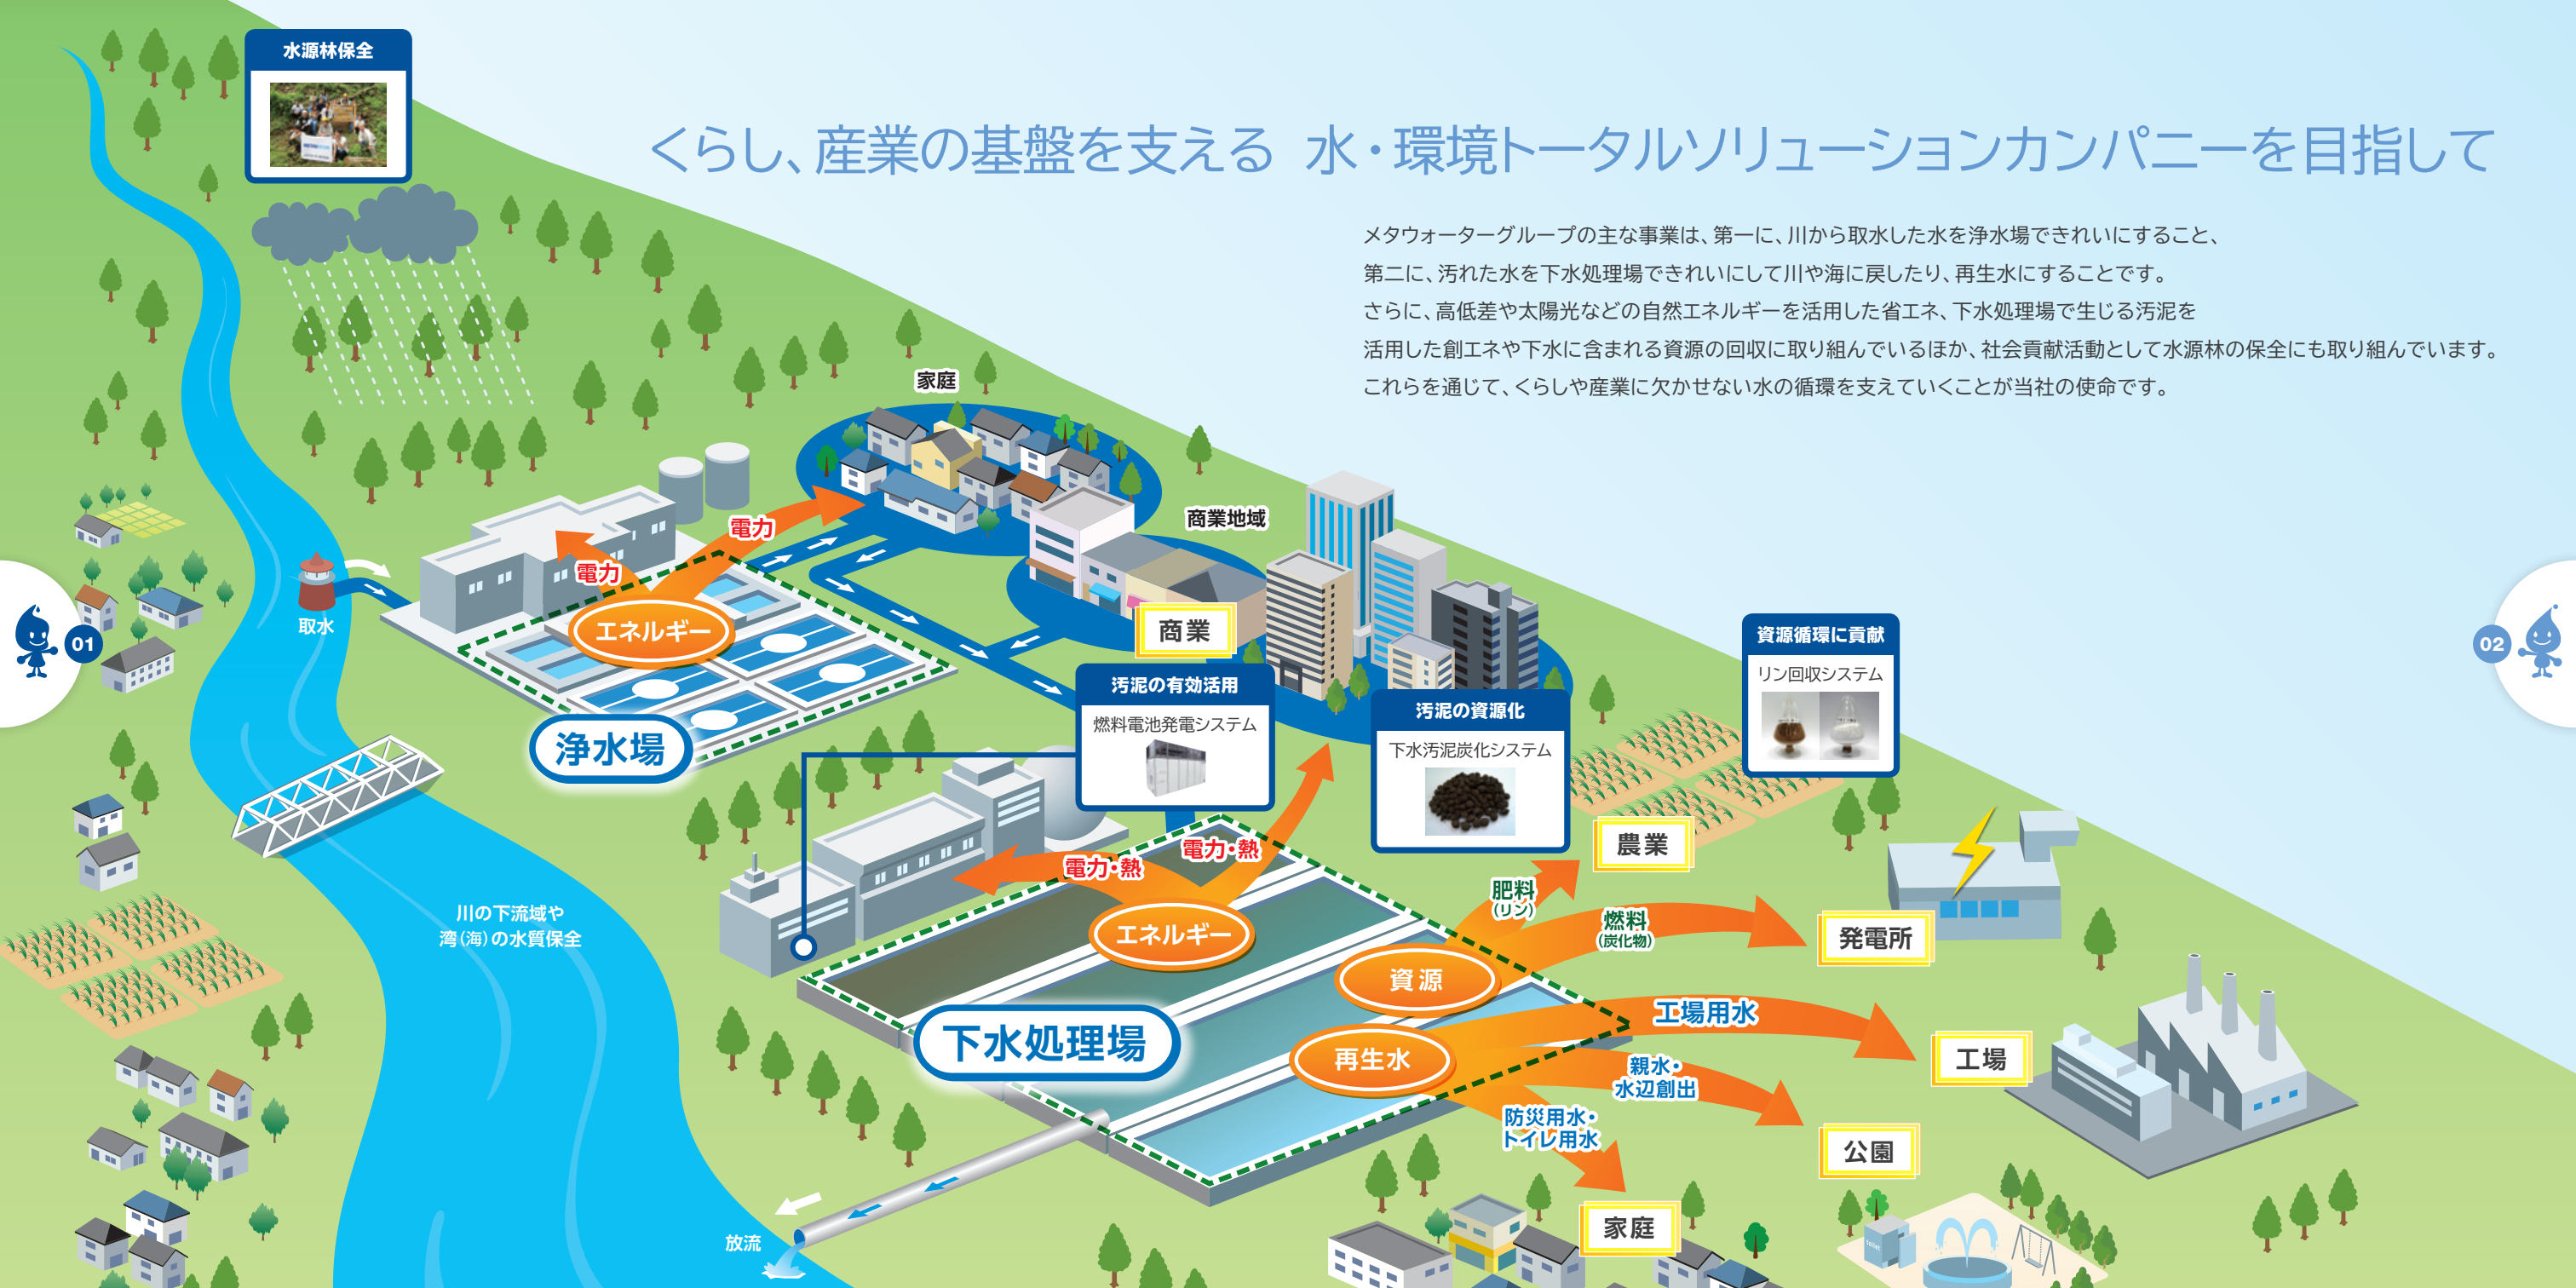 水源林保全
くらし、産業の基盤を支える 水・環境トータルソリューションカンパニーを目指して
メタウォーターグループの主な事業は、第一に、川から取水した水を浄水場できれいにすること、
第二に、汚れた水を下水処理場できれいにして川や海に戻したり、再生水にすることです。
さらに、高低差や太陽光などの自然エネルギーを活用した省エネ、下水処理場で生じる汚泥を
活用した創エネや下水に含まれる資源の回収に取り組んでいるほか、社会貢献活動として水源林の保全にも取り組んでいます。
これらを通じて、くらしや産業に欠かせない水の循環を支えていくことが当社の使命です。
家庭
商業地域
電力
電力
エネルギー
取水
01
商業
浄水場
汚泥の有効活用
燃料電池発電システム
汚泥の資源化
下水汚泥炭化システム
資源循環に貢献
リン回収システム
02
農業
電力・熱
電力・熱
エネルギー
肥料
(リン)
燃料
(炭化物)
発電所
川の下流域や
湾(海)の水質保全
資源
下水処理場
再生水
工場用水
工場
親水・
水辺創出
防災用水・
トイレ用水
公園
家庭
放流
toilet